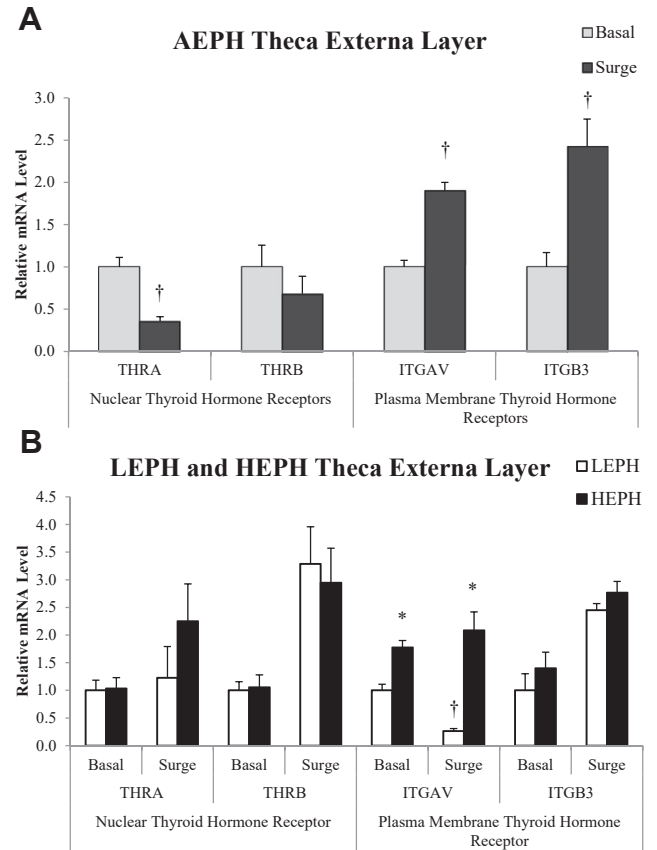 A
AEPH Theca Externa Layer
Basal
Surge
Relative mRNA Level
3.0
2.5
2.0
1.5
1.0
0.5
0.0
†
†
†
THRA THRB ITGAV ITGB3
Nuclear Thyroid Hormone Receptors
Plasma Membrane Thyroid Hormone
Receptors
B
LEPH and HEPH Theca Externa Layer
LEPH
HEPH
Relative mRNA Level
4.5
4.0
3.5
3.0
2.5
2.0
1.5
1.0
0.5
0.0
*
*
†
Basal Surge Basal Surge Basal Surge Basal Surge
THRA THRB ITGAV ITGB3
Nuclear Thyroid Hormone Receptor
Plasma Membrane Thyroid Hormone
Receptor